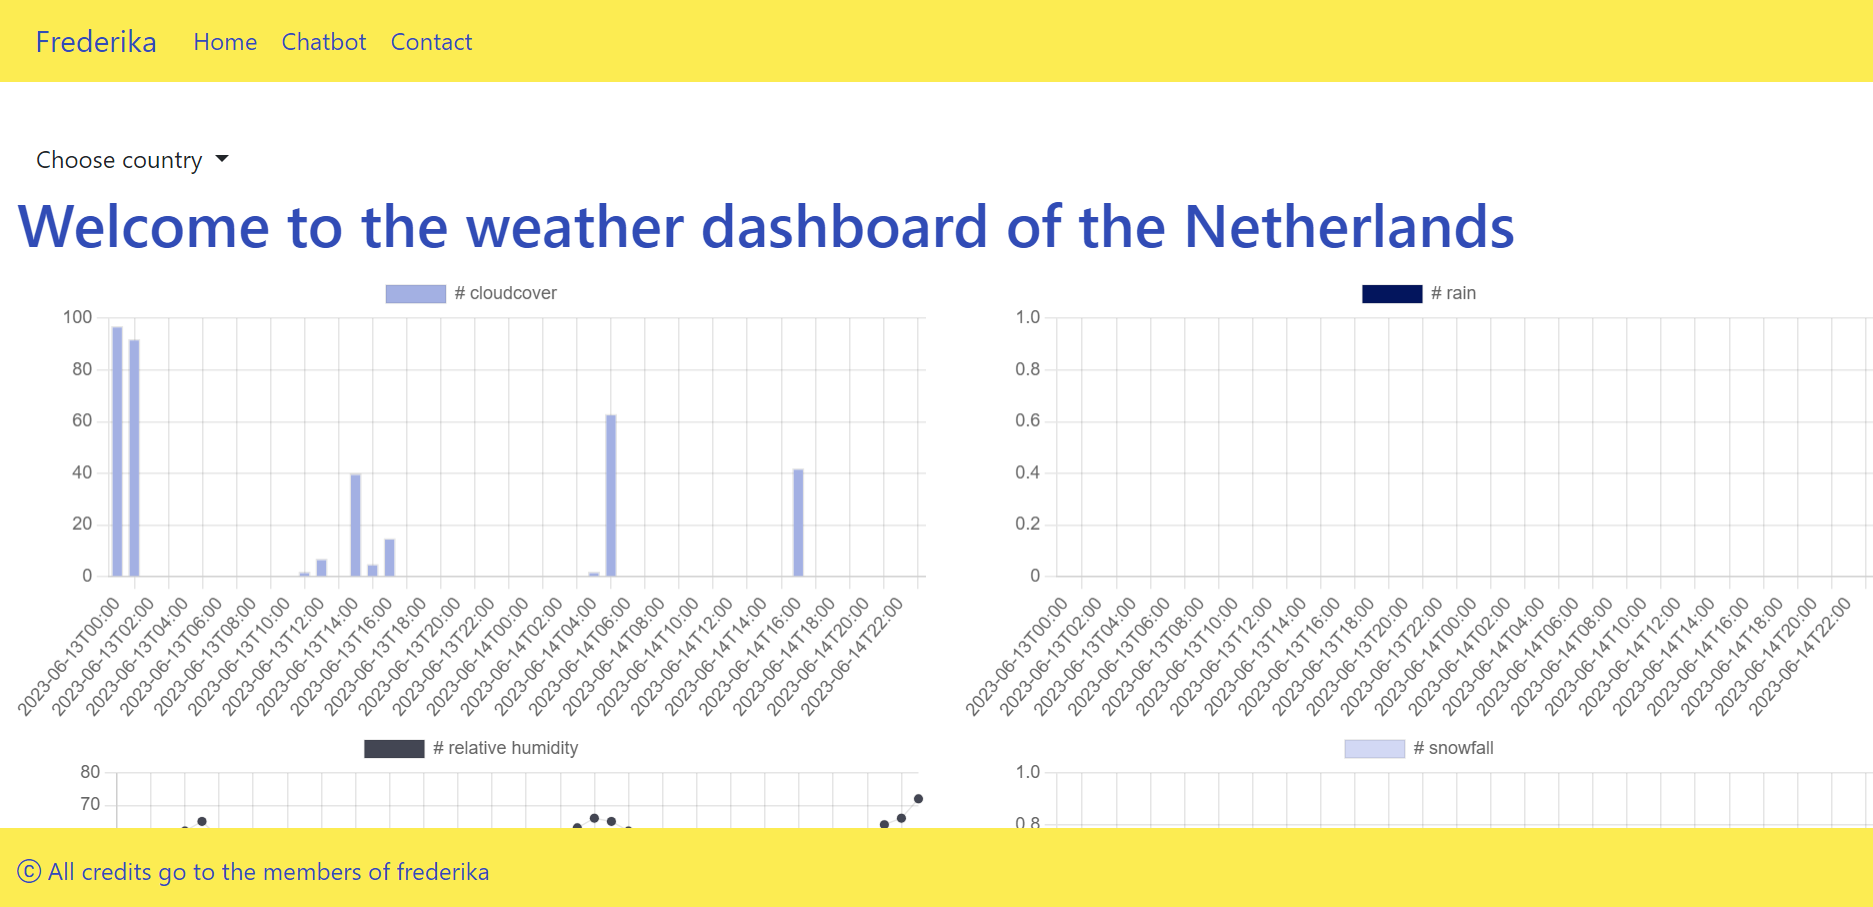 Frederika Home Chatbot Contact
Choose country
Welcome to the weather dashboard of the Netherlands
# cloudcover
100
80
60
40
20
0
2023-06-13T00:00
2023-06-13T02:00
2023-06-13T04:00
2023-06-13T06:00
2023-06-13T08:00
2023-06-13T10:00
2023-06-13T12:00
2023-06-13T14:00
2023-06-13T16:00
2023-06-13T18:00
2023-06-13T20:00
2023-06-13T22:00
2023-06-14T00:00
2023-06-14T02:00
2023-06-14T04:00
2023-06-14T06:00
2023-06-14T08:00
2023-06-14T10:00
2023-06-14T12:00
2023-06-14T14:00
2023-06-14T16:00
2023-06-14T18:00
2023-06-14T20:00
2023-06-14T22:00
# rain
1.0
0.8
0.6
0.4
0.2
0
2023-06-13T00:00
2023-06-13T02:00
2023-06-13T04:00
2023-06-13T06:00
2023-06-13T08:00
2023-06-13T10:00
2023-06-13T12:00
2023-06-13T14:00
2023-06-13T16:00
2023-06-13T18:00
2023-06-13T20:00
2023-06-13T22:00
2023-06-14T00:00
2023-06-14T02:00
2023-06-14T04:00
2023-06-14T06:00
2023-06-14T08:00
2023-06-14T10:00
2023-06-14T12:00
2023-06-14T14:00
2023-06-14T16:00
2023-06-14T18:00
2023-06-14T20:00
2023-06-14T22:00
# relative humidity
80
70
# snowfall
1.0
0.8
© All credits go to the members of frederika